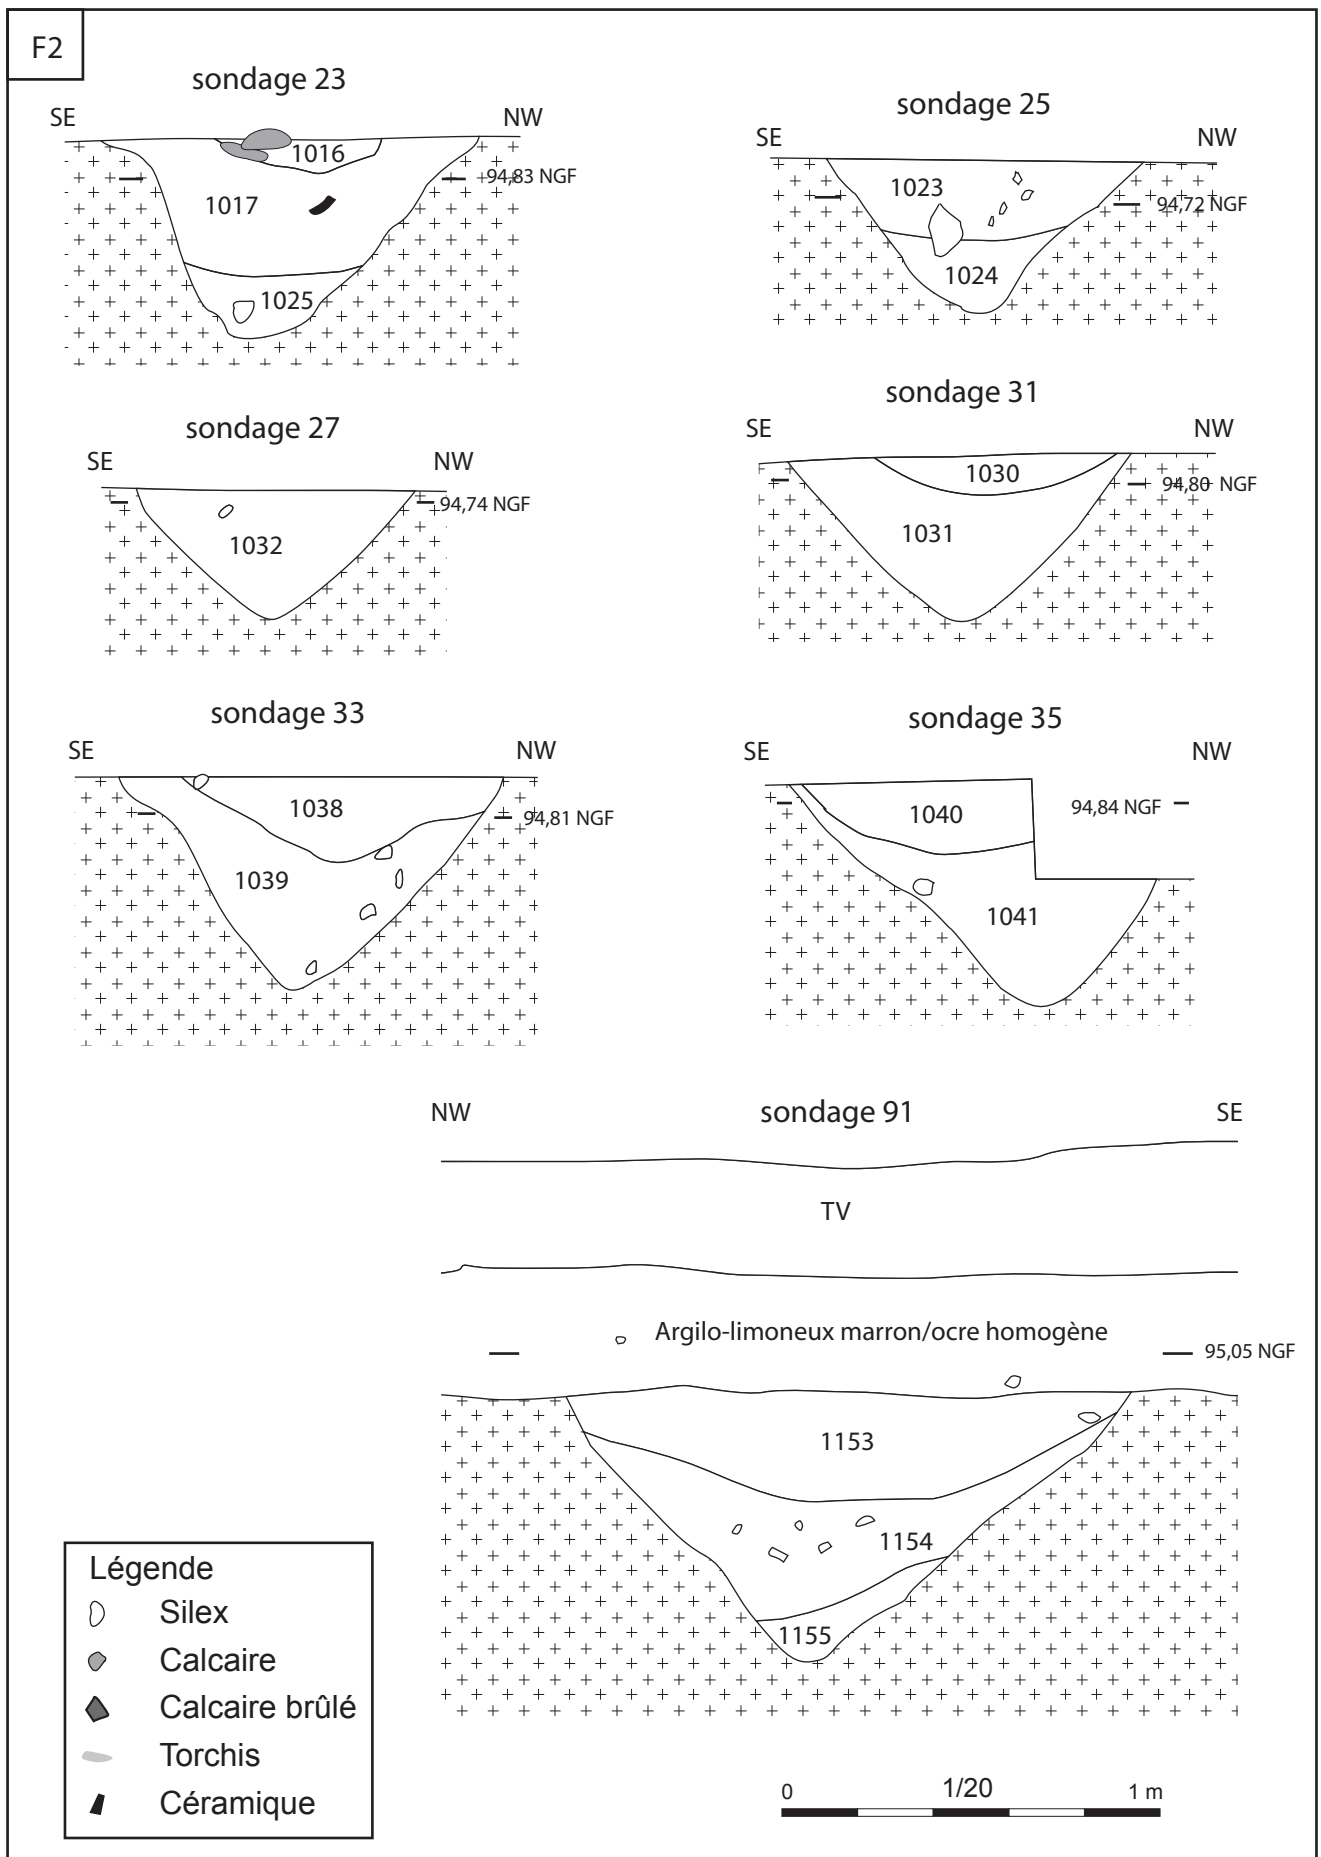 F2
sondage 23
SE NW
1016
94,83 NGF
1017
1025
sondage 25
SE NW
1023
94,72 NGF
1024
sondage 27
SE NW
94,74 NGF
1032
sondage 31
SE NW
1030
94,80 NGF
1031
sondage 33
SE NW
1038
94,81 NGF
1039
sondage 35
SE NW
1040
94,84 NGF
1041
NW sondage 91 SE
TV
Argilo-limoneux marron/ocre homogène
95,05 NGF
1153
1154
1155
Légende
Silex
Calcaire
Calcaire brûlé
Torchis
Céramique
0 1/20 1 m